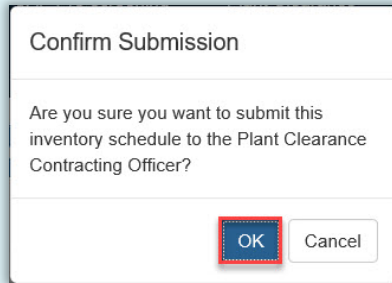 Confirm Submission
Are you sure you want to submit this
inventory schedule to the Plant Clearance
Contracting Officer?
OK Cancel